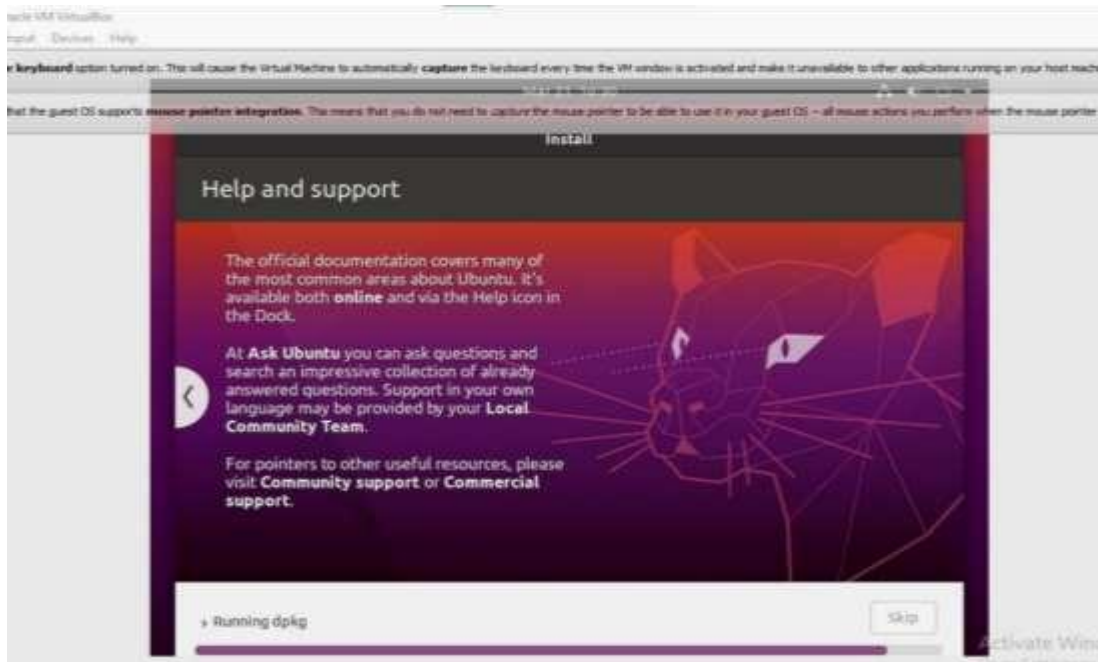 Oracle VM VirtualBox
Input Devices Help
keyboard option turned on. This will cause the Virtual Machine to automatically capture the keyboard every time the VM window is activated and make it unavailable to other applications running on your host mach
that the guest OS supports mouse pointer integration. This means that you do not need to capture the mouse pointer to be able to use it in your guest OS -- all mouse actions you perform when the mouse pointer
Install
Help and support
The official documentation covers many of
the most common areas about Ubuntu. It's
available both online and via the Help icon in
the Dock.
At Ask Ubuntu you can ask questions and
search an impressive collection of already
answered questions. Support in your own
language may be provided by your Local
Community Team.
For pointers to other useful resources, please
visit Community support or Commercial
support.
Running dpkg
Skip
Activate Win